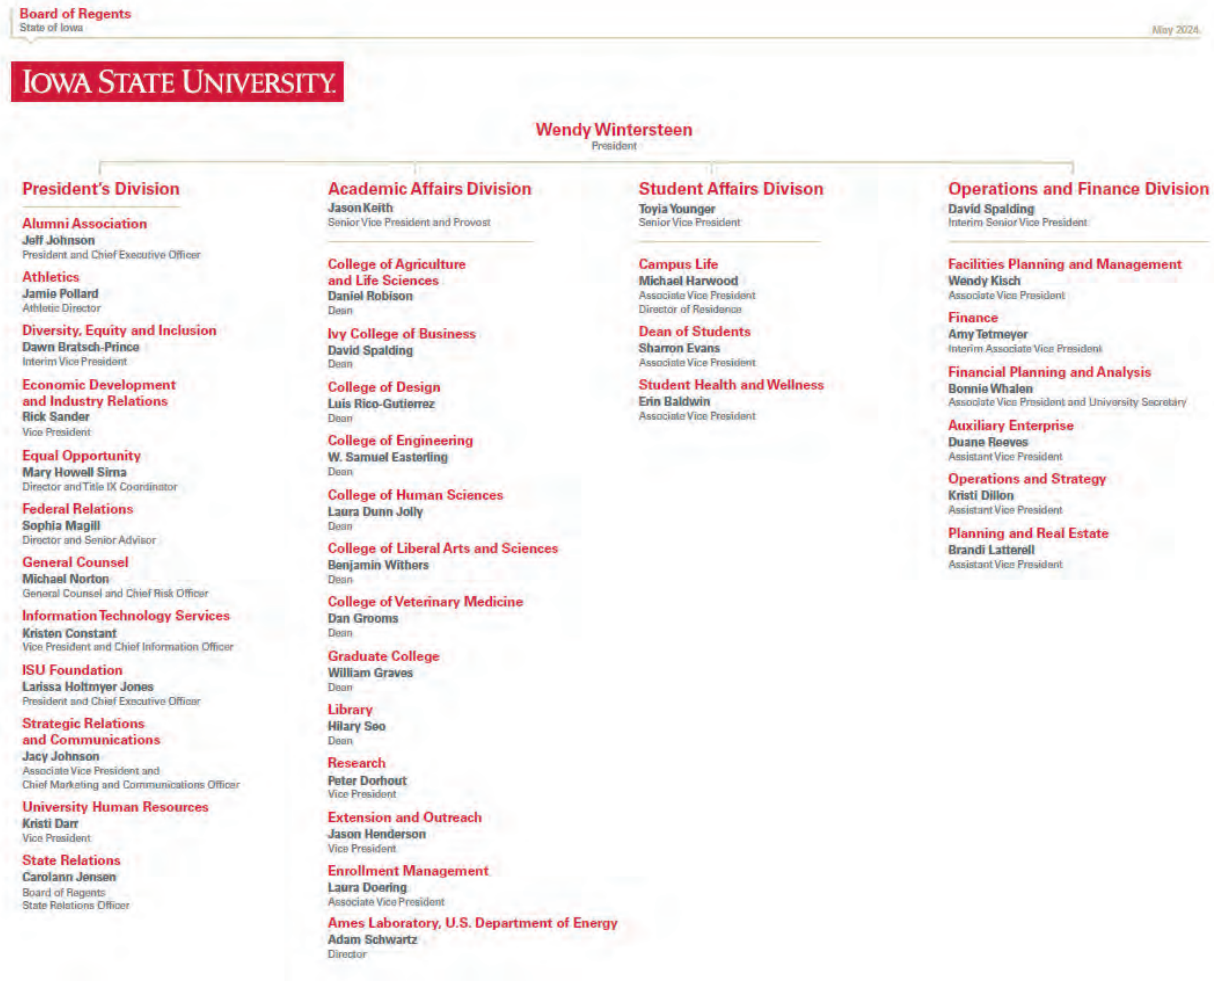 Board of Regents
State of Iowa
May 2024
IOWA STATE UNIVERSITY.
Wendy Wintersteen
President
President's Division
Alumni Association
Jeff Johnson
President and Chief Executive Officer
Athletics
Jamie Pollard
Athletic Director
Diversity, Equity and Inclusion
Dawn Bratsch-Prince
Interim Vice President
Economic Development
and Industry Relations
Rick Sander
Vice President
Equal Opportunity
Mary Howell Sirna
Director and Title IX Coordinator
Federal Relations
Sophia Magill
Director and Senior Advisor
General Counsel
Michael Norton
General Counsel and Chief Risk Officer
Information Technology Services
Kristen Constant
Vice President and Chief Information Officer
ISU Foundation
Larissa Holtmyer Jones
President and Chief Executive Officer
Strategic Relations
and Communications
Jacy Johnson
Associate Vice President and
Chief Marketing and Communications Officer
University Human Resources
Kristi Darr
Vice President
State Relations
Carolann Jensen
Board of Regents
State Relations Officer
Academic Affairs Division
Jason Keith
Senior Vice President and Provost
College of Agriculture
and Life Sciences
Daniel Robison
Dean
Ivy College of Business
David Spalding
Dean
College of Design
Luis Rico-Gutierrez
Dean
College of Engineering
W. Samuel Easterling
Dean
College of Human Sciences
Laura Dunn Jolly
Dean
College of Liberal Arts and Sciences
Benjamin Withers
Dean
College of Veterinary Medicine
Dan Grooms
Dean
Graduate College
William Graves
Dean
Library
Hilary Seo
Dean
Research
Peter Dorhout
Vice President
Extension and Outreach
Jason Henderson
Vice President
Enrollment Management
Laura Doering
Associate Vice President
Ames Laboratory, U.S. Department of Energy
Adam Schwartz
Director
Student Affairs Divison
Toyia Younger
Senior Vice President
Campus Life
Michael Harwood
Associate Vice President
Director of Residence
Dean of Students
Sharron Evans
Associate Vice President
Student Health and Wellness
Erin Baldwin
Associate Vice President
Operations and Finance Division
David Spalding
Interim Senior Vice President
Facilities Planning and Management
Wendy Kisch
Associate Vice President
Finance
Amy Tetmeyer
Interim Associate Vice President
Financial Planning and Analysis
Bonnie Whalen
Associate Vice President and University Secretary
Auxiliary Enterprise
Duane Reeves
Assistant Vice President
Operations and Strategy
Kristi Dillon
Assistant Vice President
Planning and Real Estate
Brandi Latterell
Assistant Vice President